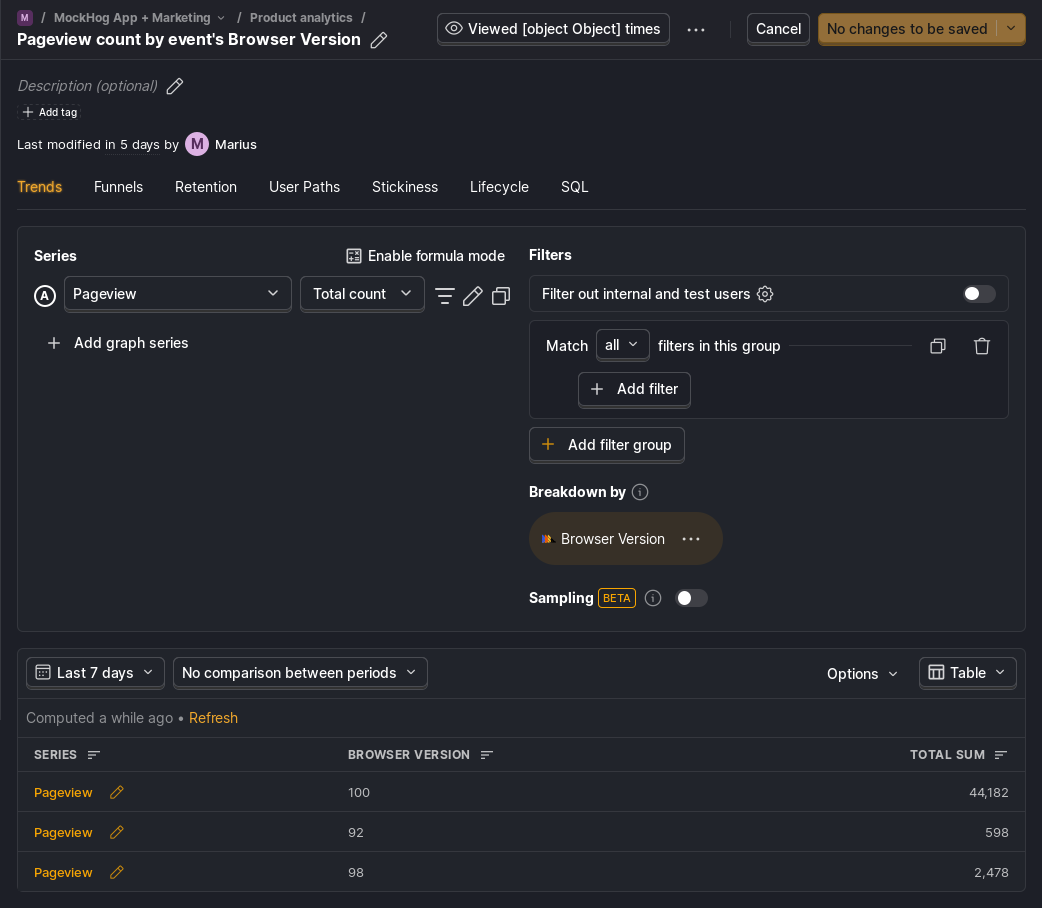 M / MockHog App + Marketing / Product analytics /
Pageview count by event's Browser Version
Viewed [object Object] times
Cancel
No changes to be saved
Description (optional)
Add tag
Last modified in 5 days by M Marius
Trends Funnels Retention User Paths Stickiness Lifecycle SQL
Series
Enable formula mode
A Pageview Total count
Add graph series
Filters
Filter out internal and test users
Match all filters in this group
Add filter
Add filter group
Breakdown by
Browser Version
Sampling BETA
Last 7 days No comparison between periods Options Table
Computed a while ago • Refresh
SERIES BROWSER VERSION TOTAL SUM
Pageview 100 44,182
Pageview 92 598
Pageview 98 2,478